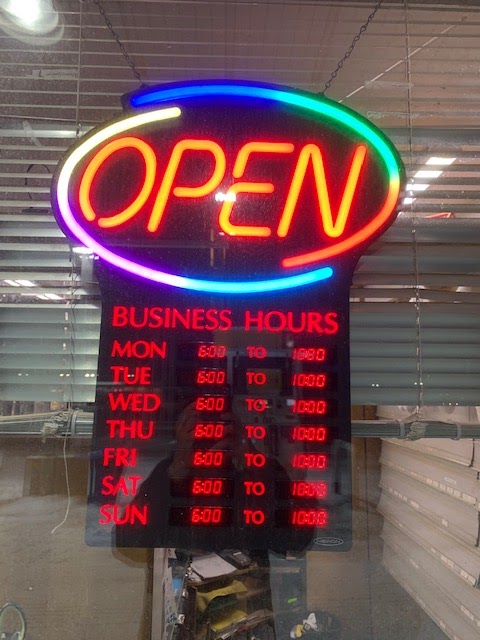 OPEN
BUSINESS HOURS
MON 6:00 TO 10:00
TUE 6:00 TO 10:00
WED 6:00 TO 10:00
THU 6:00 TO 10:00
FRI 6:00 TO 10:00
SAT 6:00 TO 10:00
SUN 6:00 TO 10:00